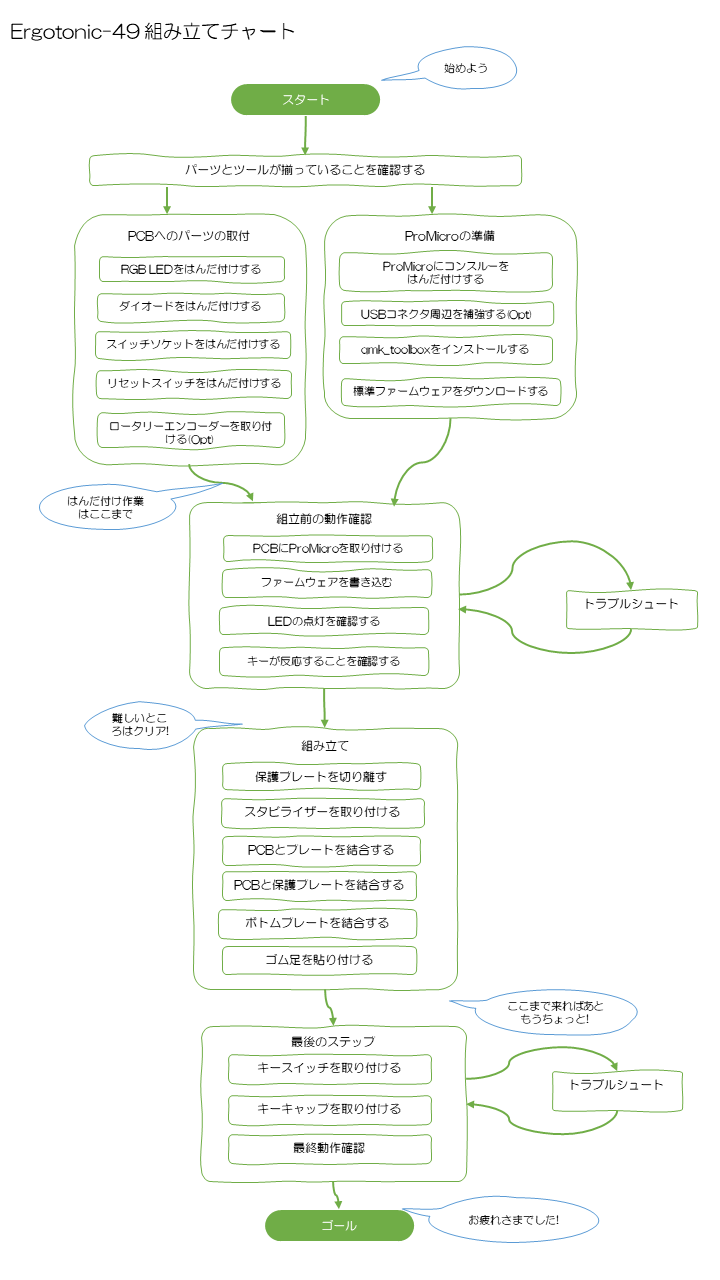 Ergotonic-49 組み立てチャート
始めよう
スタート
パーツとツールが揃っていることを確認する
PCBへのパーツの取付
RGB LEDをはんだ付けする
ダイオードをはんだ付けする
スイッチソケットをはんだ付けする
リセットスイッチをはんだ付けする
ロータリーエンコーダーを取り付
ける(Opt)
ProMicroの準備
ProMicroにコンスルーを
はんだ付けする
USBコネクタ周辺を補強する(Opt)
qmk_toolboxをインストールする
標準ファームウェアをダウンロードする
はんだ付け作業
はここまで
組立前の動作確認
PCBにProMicroを取り付ける
ファームウェアを書き込む
LEDの点灯を確認する
キーが反応することを確認する
トラブルシュート
難しいとこ
ろはクリア!
組み立て
保護プレートを切り離す
スタビライザーを取り付ける
PCBとプレートを結合する
PCBと保護プレートを結合する
ボトムプレートを結合する
ゴム足を貼り付ける
ここまで来ればあと
もうちょっと!
最後のステップ
キースイッチを取り付ける
キーキャップを取り付ける
最終動作確認
トラブルシュート
ゴール
お疲れさまでした!